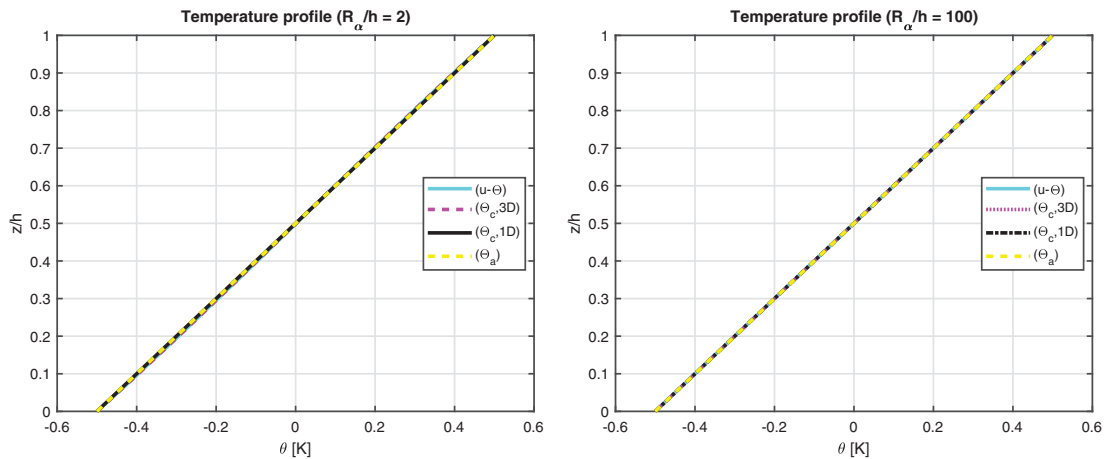 Temperature profile (R_α/h = 2)
1
0.9
0.8
0.7
0.6
0.5
0.4
0.3
0.2
0.1
0
z/h
-0.6
-0.4
-0.2
0
0.2
0.4
0.6
θ [K]
(u-Θ)
(Θ_c,3D)
(Θ_c,1D)
(Θ_a)
Temperature profile (R_α/h = 100)
1
0.9
0.8
0.7
0.6
0.5
0.4
0.3
0.2
0.1
0
z/h
-0.6
-0.4
-0.2
0
0.2
0.4
0.6
θ [K]
(u-Θ)
(Θ_c,3D)
(Θ_c,1D)
(Θ_a)